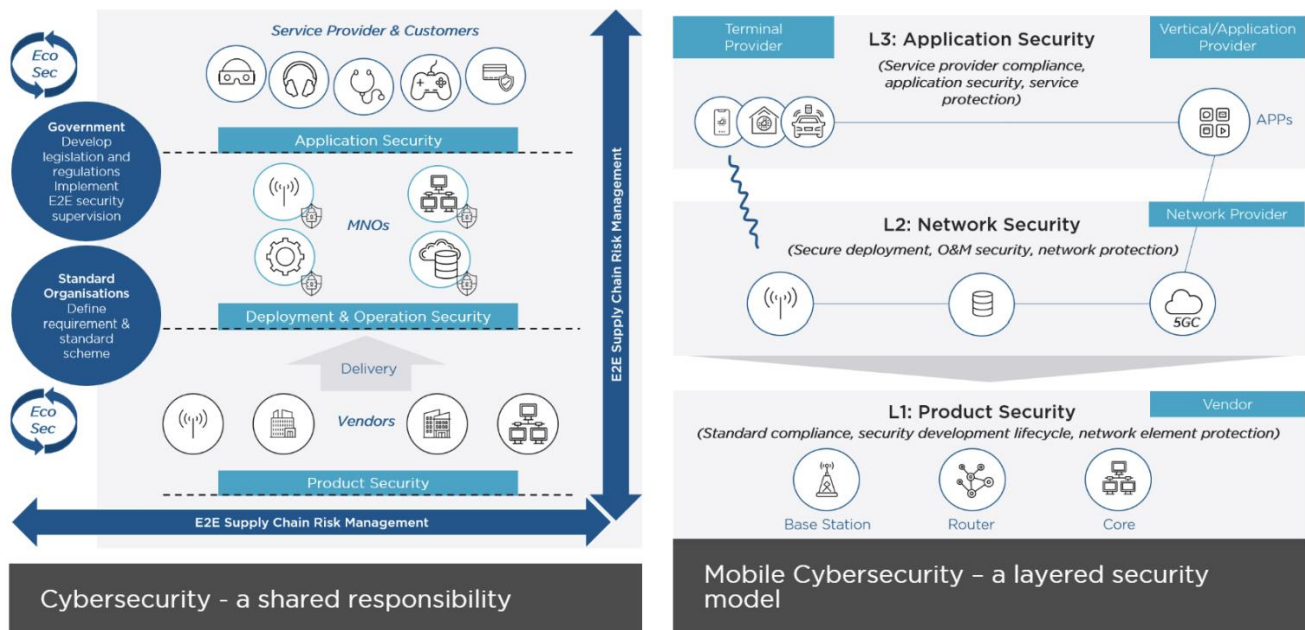 Service Provider & Customers
Eco
Sec
Government
Develop
legislation and
regulations
Implement
E2E security
supervision
Application Security
MNOs
Standard
Organisations
Define
requirement &
standard
scheme
Deployment & Operation Security
Delivery
Eco
Sec
Vendors
Product Security
E2E Supply Chain Risk Management
E2E Supply Chain Risk Management
Cybersecurity - a shared responsibility
Terminal
Provider
L3: Application Security
Vertical/Application
Provider
(Service provider compliance,
application security, service
protection)
APPs
L2: Network Security
Network Provider
(Secure deployment, O&M security, network protection)
5GC
L1: Product Security
Vendor
(Standard compliance, security development lifecycle, network element protection)
Base Station
Router
Core
Mobile Cybersecurity – a layered security
model